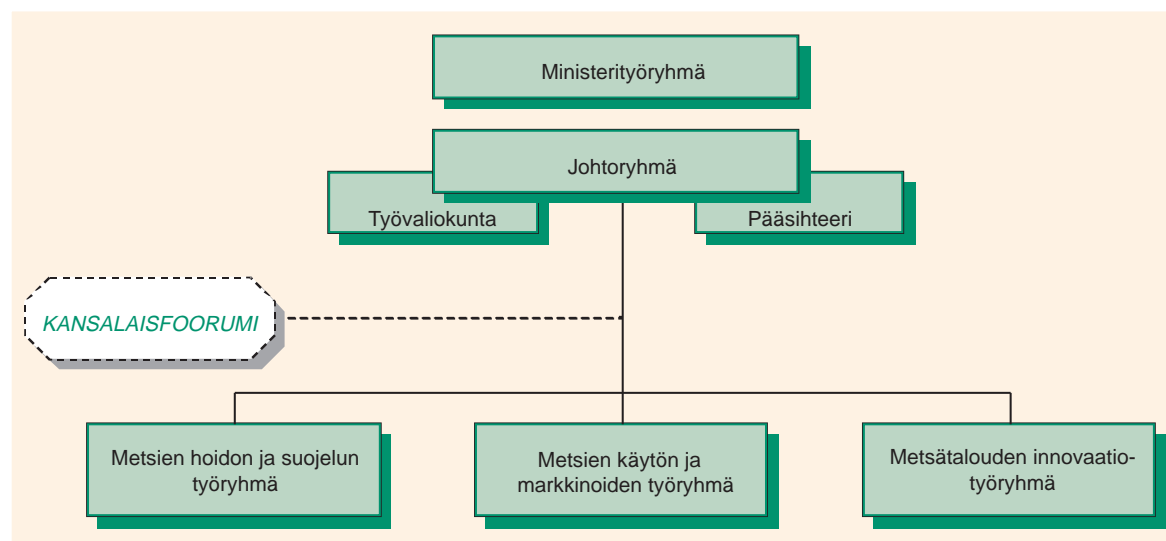 Ministerityöryhmä
Johtoryhmä
Työvaliokunta
Pääsihteeri
KANSALAISFOORUMI
Metsien hoidon ja suojelun
työryhmä
Metsien käytön ja
markkinoiden työryhmä
Metsätalouden innovaatio-
työryhmä